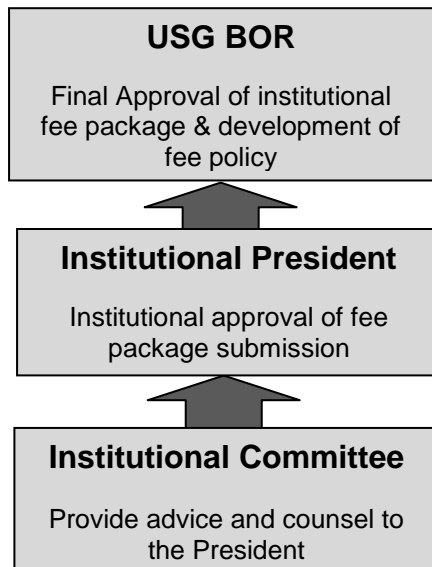 USG BOR
Final Approval of institutional
fee package & development of
fee policy
Institutional President
Institutional approval of fee
package submission
Institutional Committee
Provide advice and counsel to
the President